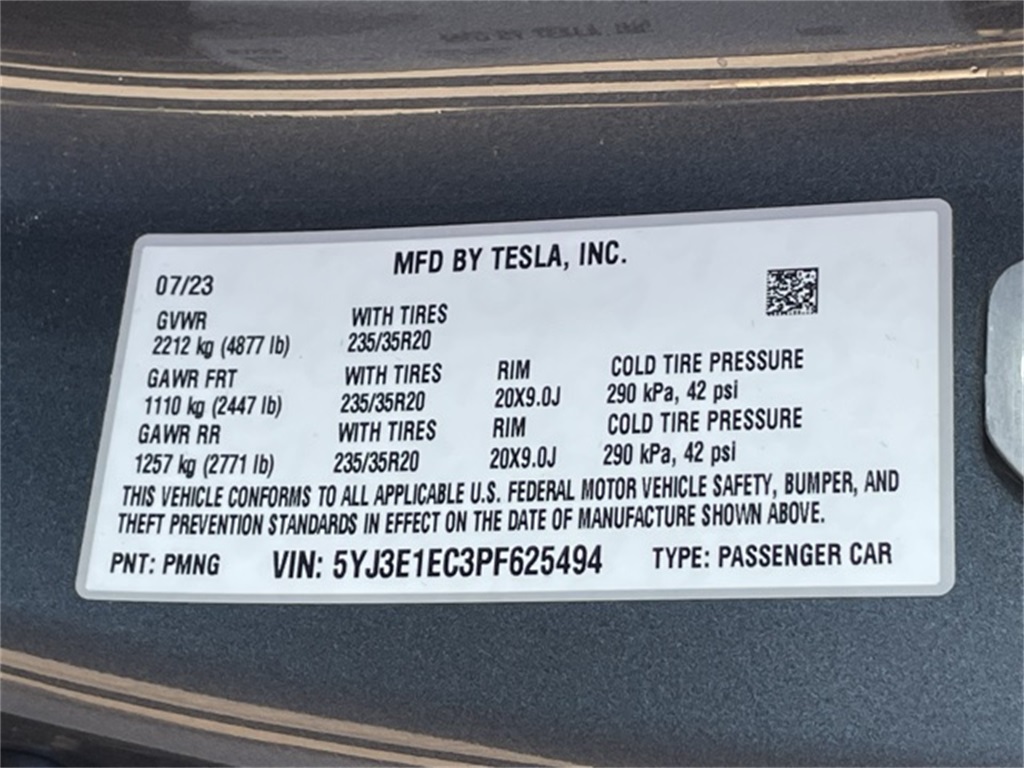 MFD BY TESLA, INC.
07/23
GVWR WITH TIRES
2212 kg (4877 lb) 235/35R20
GAWR FRT WITH TIRES RIM COLD TIRE PRESSURE
1110 kg (2447 lb) 235/35R20 20X9.0J 290 kPa, 42 psi
GAWR RR WITH TIRES RIM COLD TIRE PRESSURE
1257 kg (2771 lb) 235/35R20 20X9.0J 290 kPa, 42 psi
THIS VEHICLE CONFORMS TO ALL APPLICABLE U.S. FEDERAL MOTOR VEHICLE SAFETY, BUMPER, AND
THEFT PREVENTION STANDARDS IN EFFECT ON THE DATE OF MANUFACTURE SHOWN ABOVE.
PNT: PMNG VIN: 5YJ3E1EC3PF625494 TYPE: PASSENGER CAR